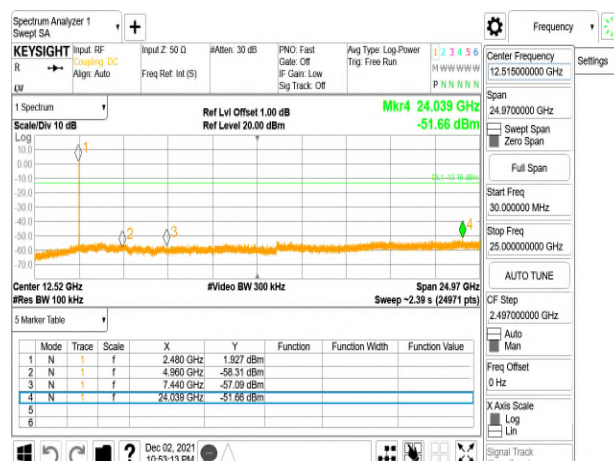 Spectrum Analyzer 1
Swept SA
Frequency
KEYSIGHT
R
Input: RF
Coupling: DC
Align: Auto
Input Z: 50 Ω
Freq Ref: Int (S)
#Atten: 30 dB
PNO: Fast
Gate: Off
IF Gain: Low
Sig Track: Off
Avg Type: Log-Power
Trig: Free Run
1 2 3 4 5 6
M W W W W W
P N N N N N
1 Spectrum
Scale/Div 10 dB
Ref Lvl Offset 1.00 dB
Ref Level 20.00 dBm
Mkr4 24.039 GHz
-51.66 dBm
Log
10.0
0.00
-10.0
-20.0
-30.0
-40.0
-50.0
-60.0
-70.0
1
2
3
4
Center 12.52 GHz
#Res BW 100 kHz
#Video BW 300 kHz
Span 24.97 GHz
Sweep ~2.39 s (24971 pts)
5 Marker Table
Mode Trace Scale X Y Function Function Width Function Value
1 N 1 f 2.480 GHz 1.927 dBm
2 N 1 f 4.960 GHz -58.31 dBm
3 N 1 f 7.440 GHz -57.09 dBm
4 N 1 f 24.039 GHz -51.66 dBm
5
6
?
Dec 02, 2021
10:53:13 PM
Center Frequency
12.515000000 GHz
Settings
Span
24.9700000 GHz
Swept Span
Zero Span
Full Span
Start Freq
30.000000 MHz
Stop Freq
25.000000000 GHz
AUTO TUNE
CF Step
2.497000000 GHz
Auto
Man
Freq Offset
0 Hz
X Axis Scale
Log
Lin
Signal Track